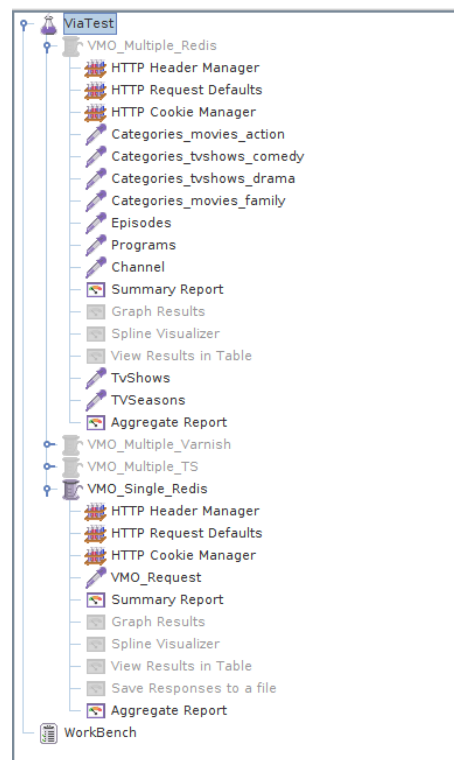 ViaTest
VMO_Multiple_Redis
HTTP Header Manager
HTTP Request Defaults
HTTP Cookie Manager
Categories_movies_action
Categories_tvshows_comedy
Categories_tvshows_drama
Categories_movies_family
Episodes
Programs
Channel
Summary Report
Graph Results
Spline Visualizer
View Results in Table
TvShows
TVSeasons
Aggregate Report
VMO_Multiple_Varnish
VMO_Multiple_TS
VMO_Single_Redis
HTTP Header Manager
HTTP Request Defaults
HTTP Cookie Manager
VMO_Request
Summary Report
Graph Results
Spline Visualizer
View Results in Table
Save Responses to a file
Aggregate Report
WorkBench